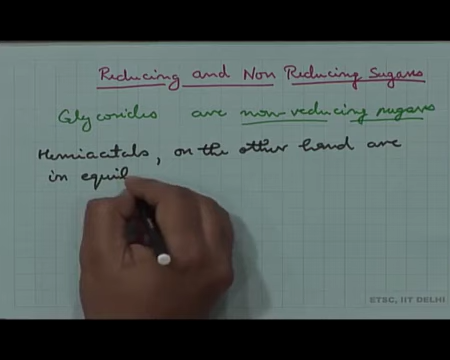 Reducing and Non Reducing Sugars
Glycosides are non-reducing sugars
Hemiacetals, on the other hand are
in equil
ETSC, IIT DELHI